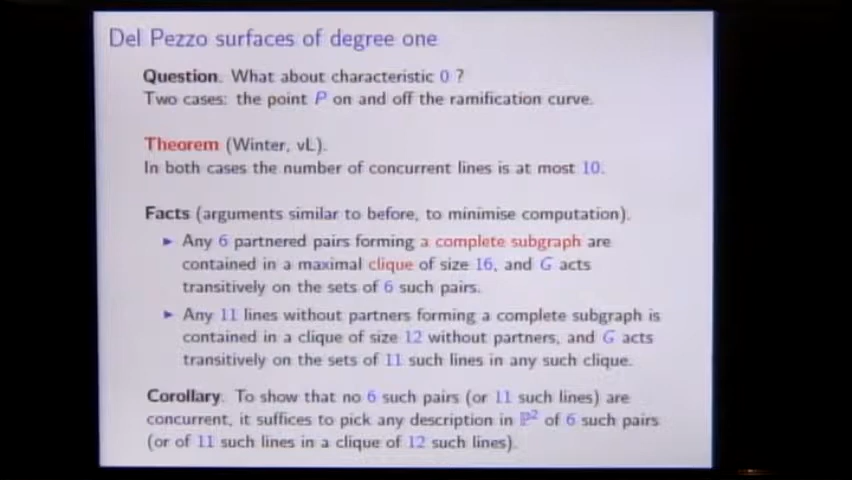 Del Pezzo surfaces of degree one
Question. What about characteristic 0 ?
Two cases: the point P on and off the ramification curve.
Theorem (Winter, vL).
In both cases the number of concurrent lines is at most 10.
Facts (arguments similar to before, to minimise computation).
▶ Any 6 partnered pairs forming a complete subgraph are
contained in a maximal clique of size 16, and G acts
transitively on the sets of 6 such pairs.
▶ Any 11 lines without partners forming a complete subgraph is
contained in a clique of size 12 without partners, and G acts
transitively on the sets of 11 such lines in any such clique.
Corollary. To show that no 6 such pairs (or 11 such lines) are
concurrent, it suffices to pick any description in ℙ² of 6 such pairs
(or of 11 such lines in a clique of 12 such lines).